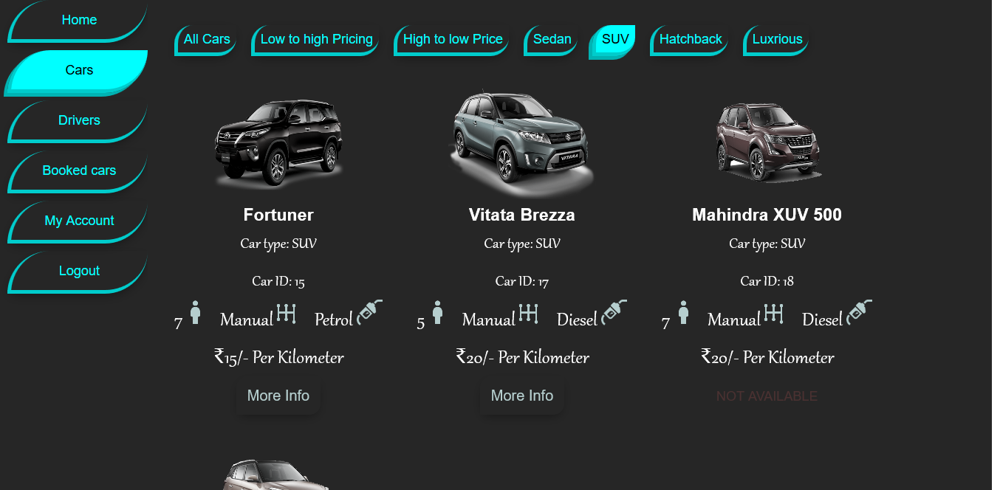 Home
Cars
Drivers
Booked cars
My Account
Logout
All Cars Low to high Pricing High to low Price Sedan SUV Hatchback Luxrious
VITARA
Fortuner Vitata Brezza Mahindra XUV 500
Car type: SUV Car type: SUV Car type: SUV
Car ID: 15 Car ID: 17 Car ID: 18
7 Manual Petrol 5 Manual Diesel 7 Manual Diesel
₹15/- Per Kilometer ₹20/- Per Kilometer ₹20/- Per Kilometer
More Info More Info NOT AVAILABLE